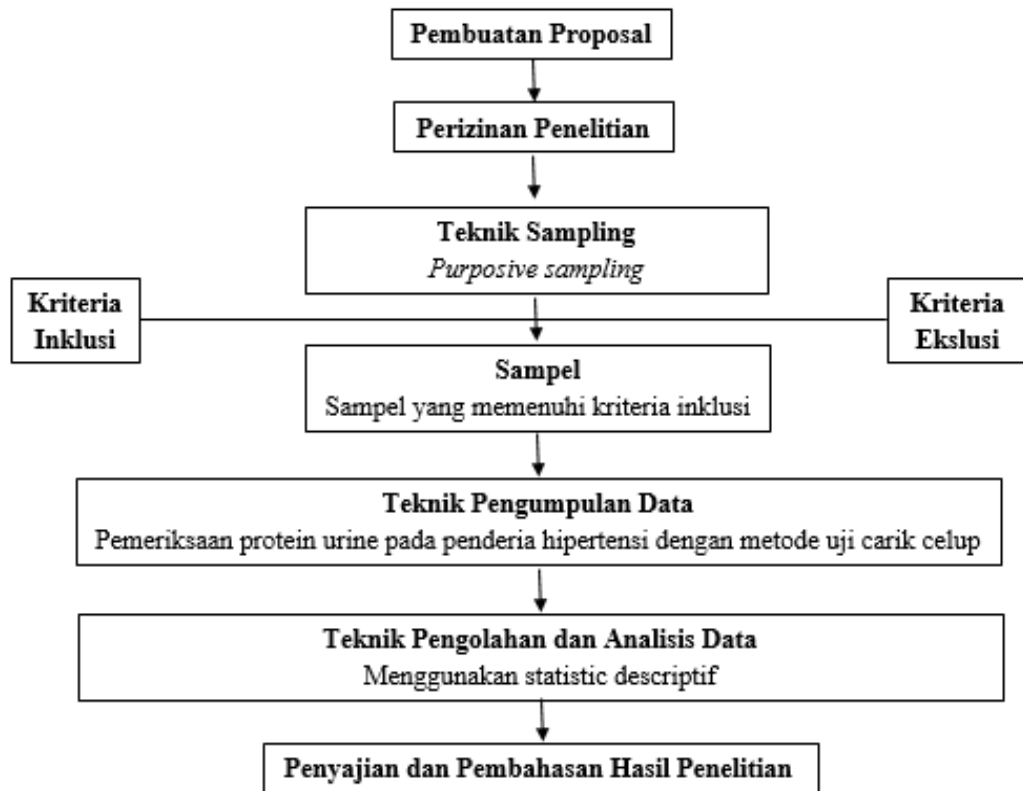 Pembuatan Proposal
Perizinan Penelitian
Teknik Sampling
Purposive sampling
Kriteria
Inklusi
Kriteria
Ekslusi
Sampel
Sampel yang memenuhi kriteria inklusi
Teknik Pengumpulan Data
Pemeriksaan protein urine pada penderia hipertensi dengan metode uji carik celup
Teknik Pengolahan dan Analisis Data
Menggunakan statistic descriptif
Penyajian dan Pembahasan Hasil Penelitian